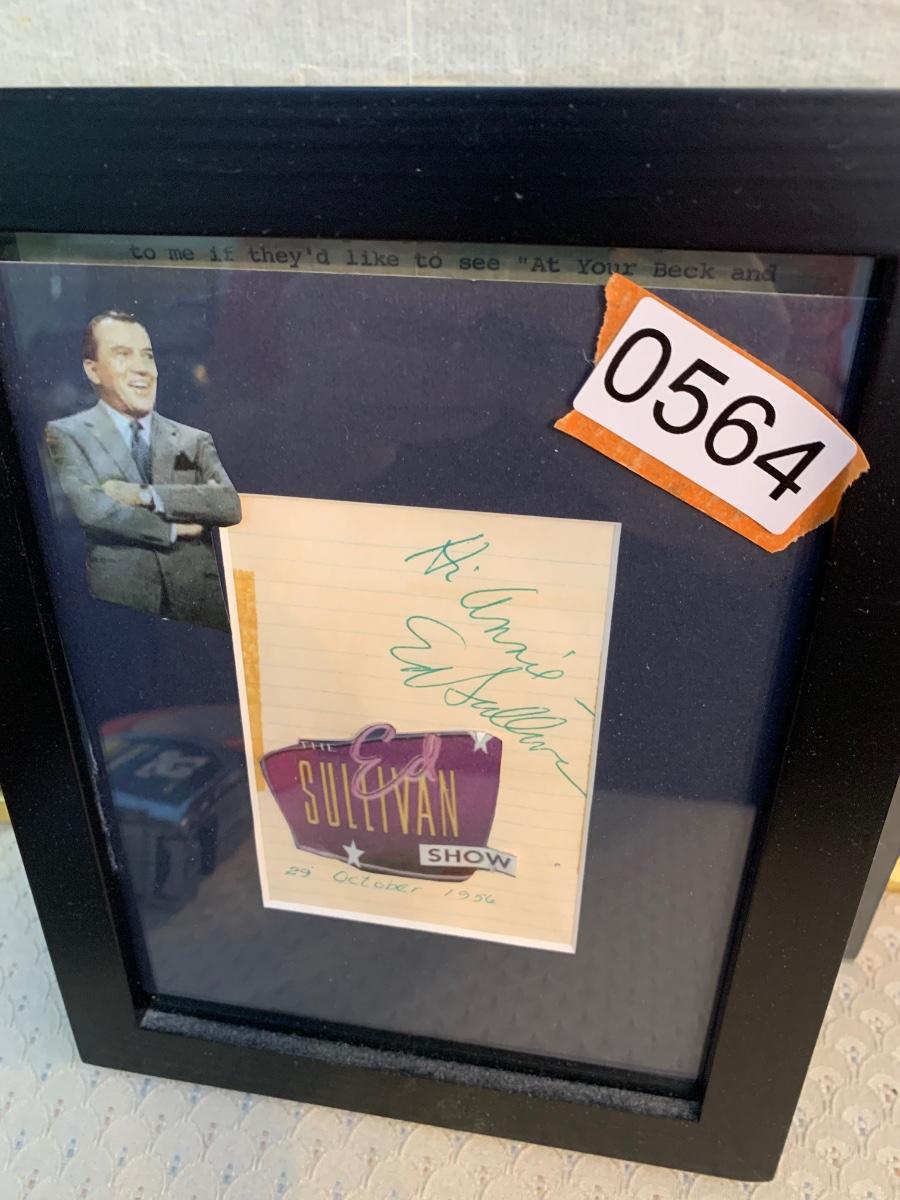 to me if they'd like to see "At Your Beck and
0564
Hi Annie
Ed Sullivan
THE
Ed
SULLIVAN
SHOW
29 October 1956